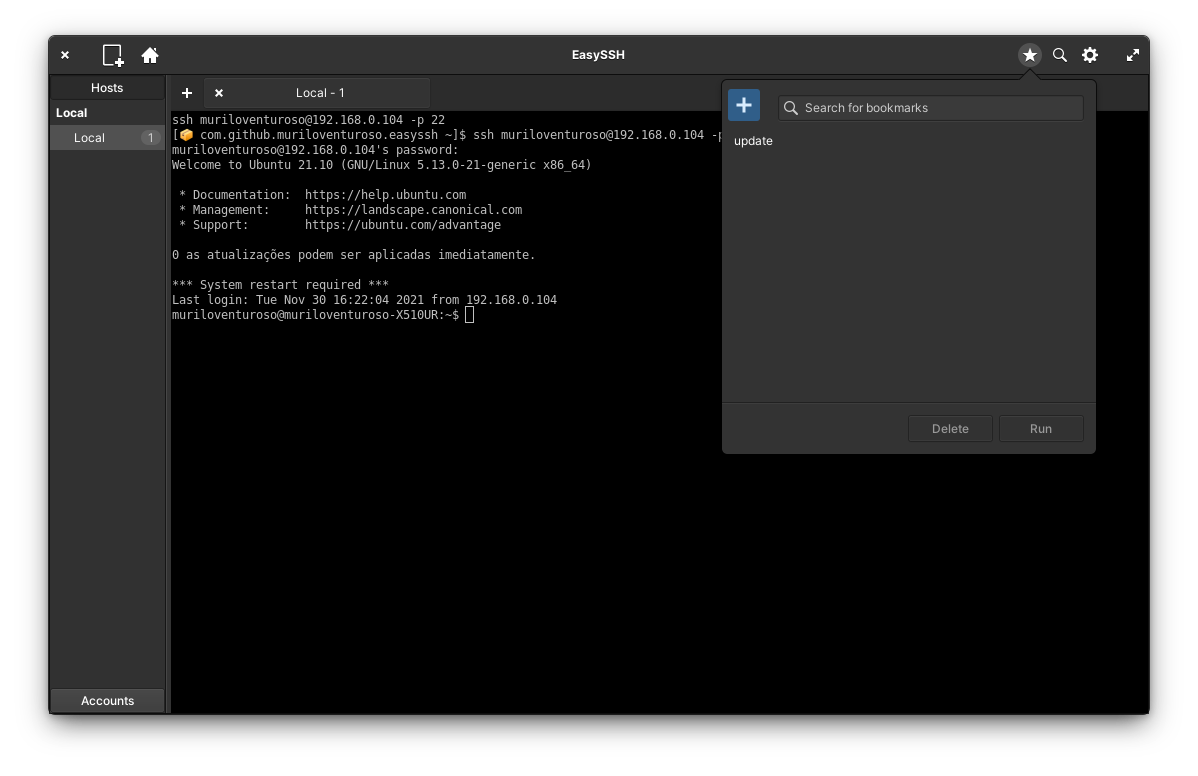 EasySSH
Hosts
Local
Local 1
Accounts
Local - 1
ssh muriloventuroso@192.168.0.104 -p 22
[📦 com.github.muriloventuroso.easyssh ~]$ ssh muriloventuroso@192.168.0.104 -p
muriloventuroso@192.168.0.104's password:
Welcome to Ubuntu 21.10 (GNU/Linux 5.13.0-21-generic x86_64)
* Documentation: https://help.ubuntu.com
* Management: https://landscape.canonical.com
* Support: https://ubuntu.com/advantage
0 as atualizações podem ser aplicadas imediatamente.
*** System restart required ***
Last login: Tue Nov 30 16:22:04 2021 from 192.168.0.104
muriloventuroso@muriloventuroso-X510UR:~$
Search for bookmarks
update
Delete
Run